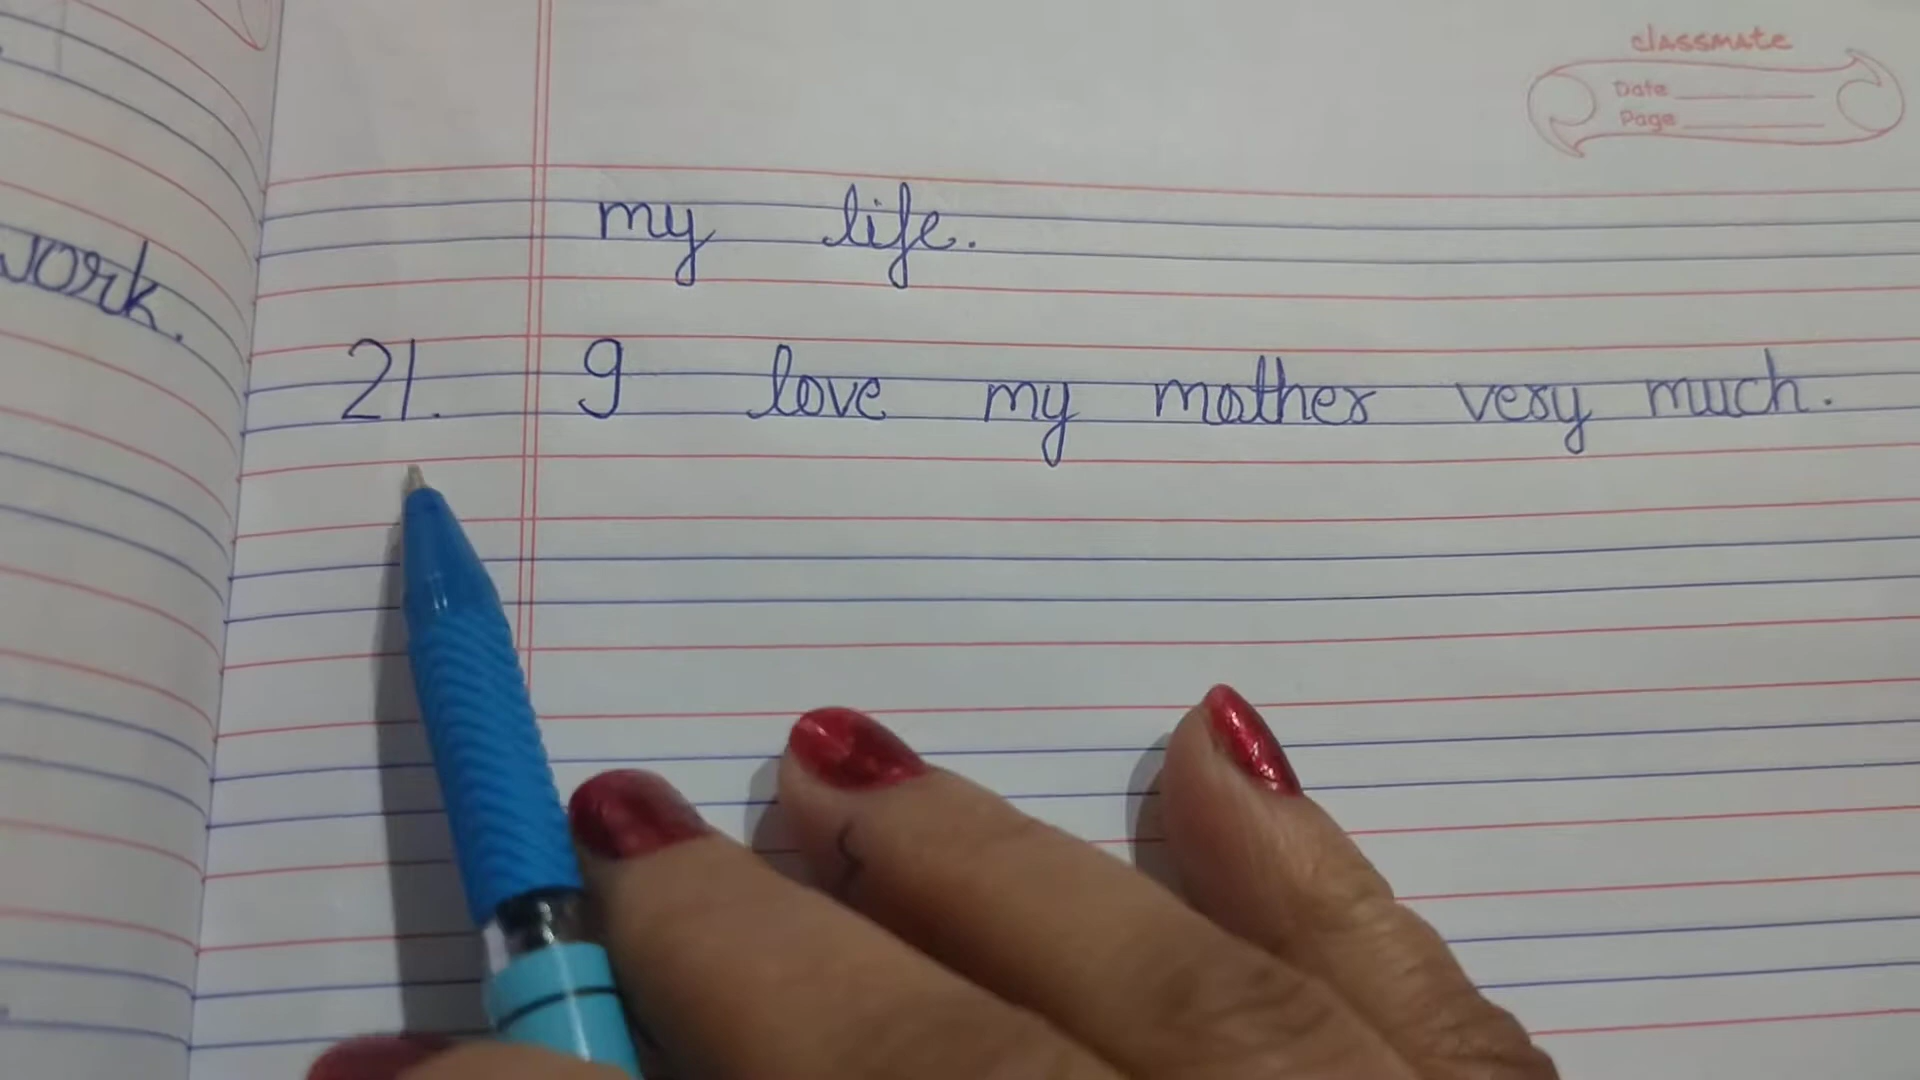 classmate
Date
Page
work.
my life.
21. I love my mother very much.